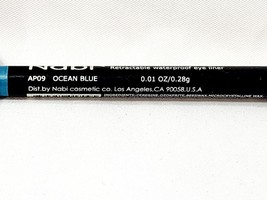 Nabi Retractable waterproof eye liner
AP09 OCEAN BLUE 0.01 OZ/0.28g
Dist.by Nabi cosmetic co. Los Angeles,CA 90058.U.S.A